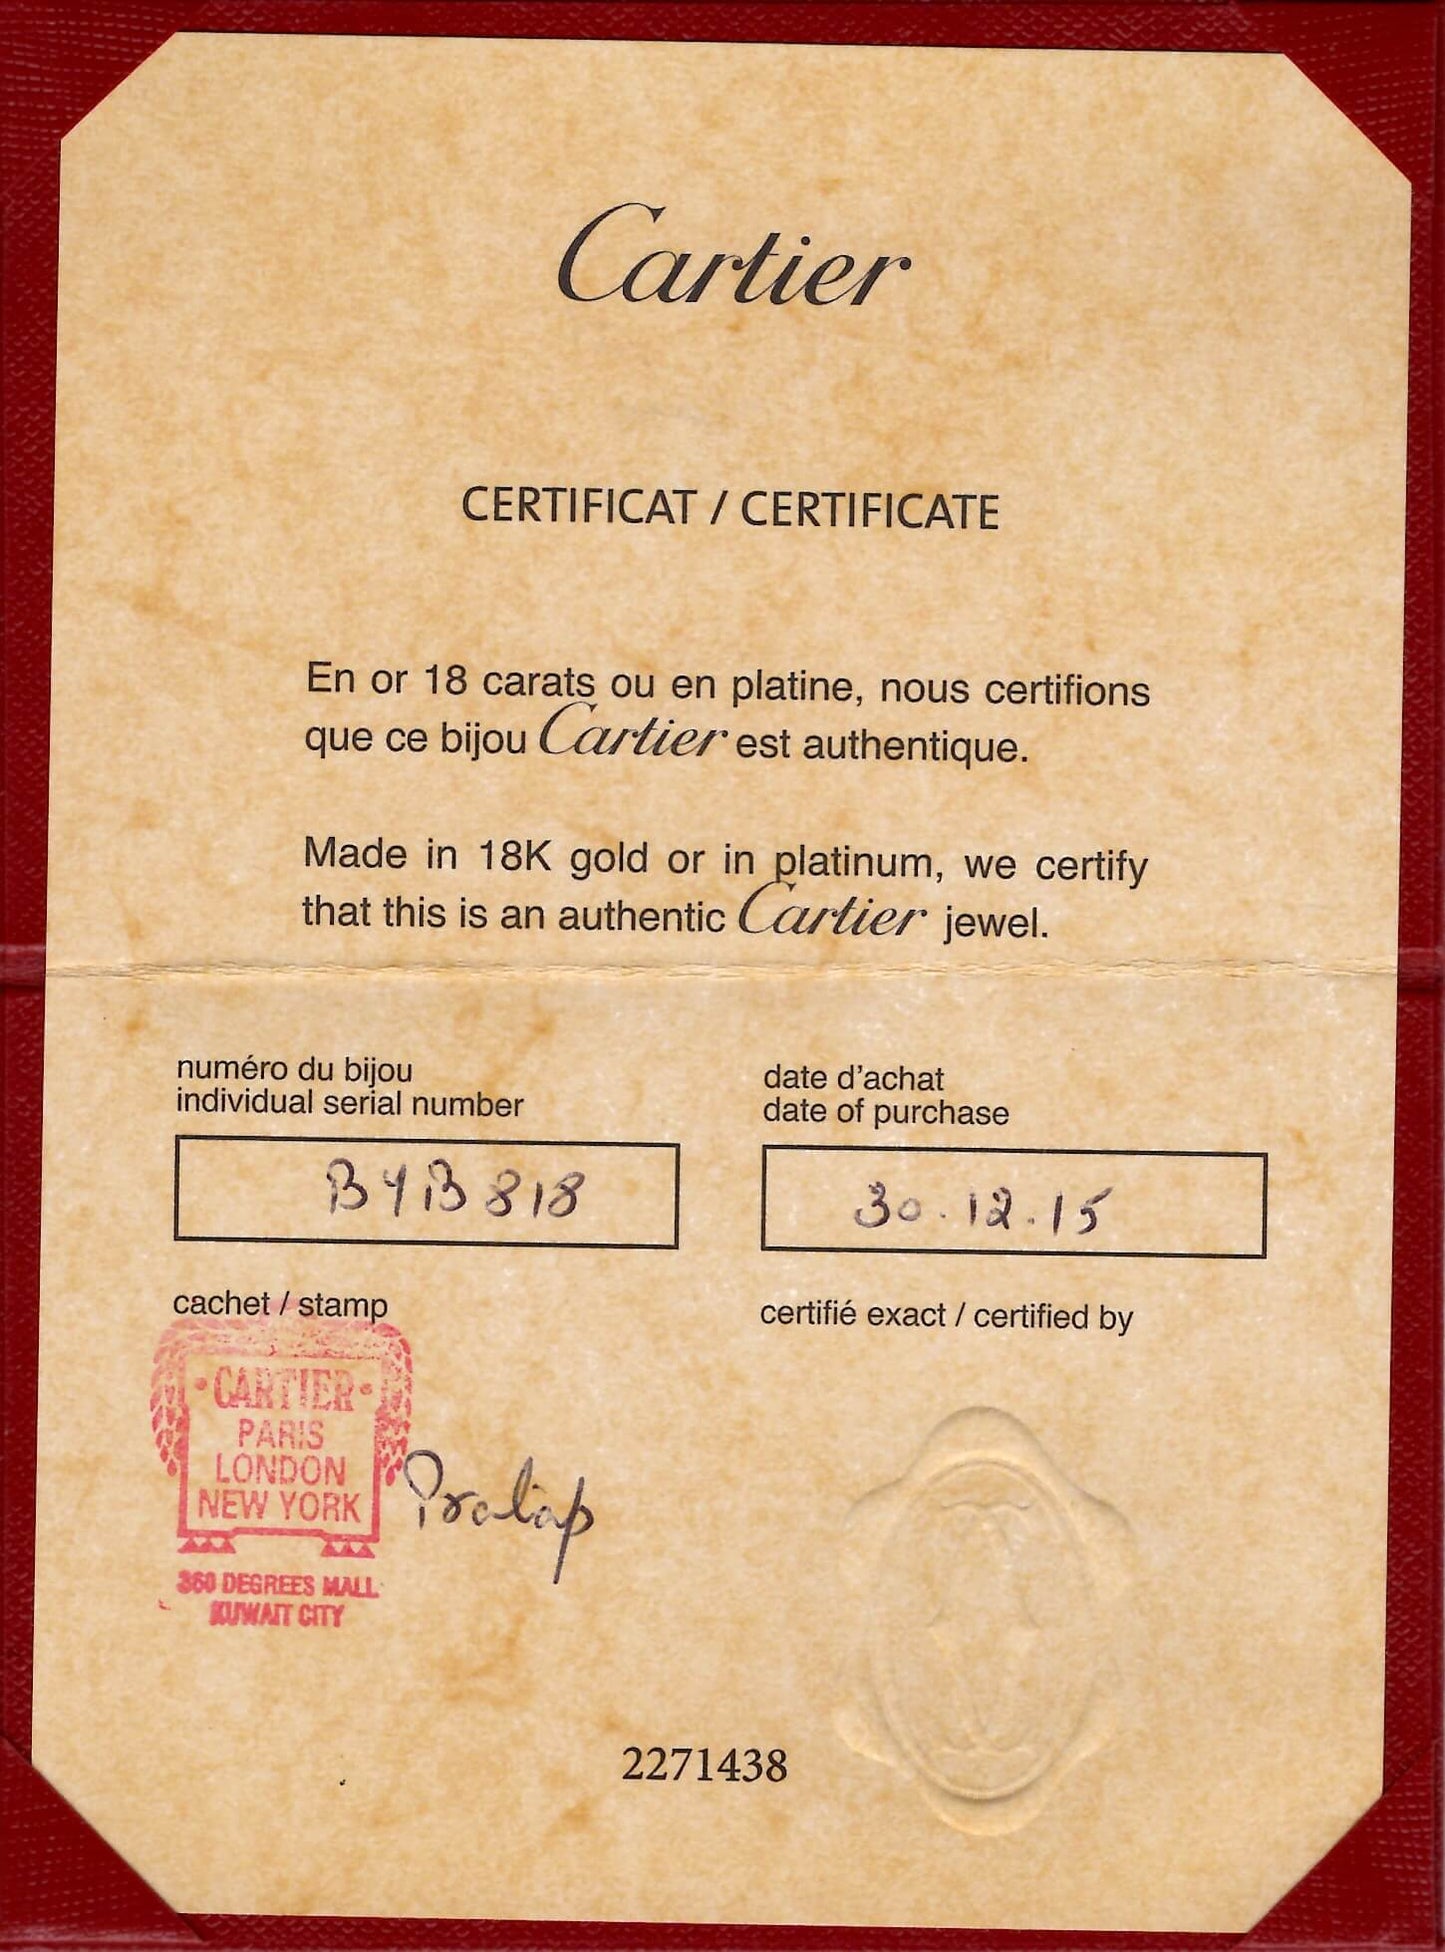 Cartier
CERTIFICAT / CERTIFICATE
En or 18 carats ou en platine, nous certifions
que ce bijou Cartier est authentique.
Made in 18K gold or in platinum, we certify
that this is an authentic Cartier jewel.
numéro du bijou
individual serial number
date d'achat
date of purchase
B4B818
30.12.15
cachet / stamp
certifié exact / certified by
·CARTIER·
PARIS
LONDON
NEW YORK
Pratap
360 DEGREES MALL
KUWAIT CITY
2271438